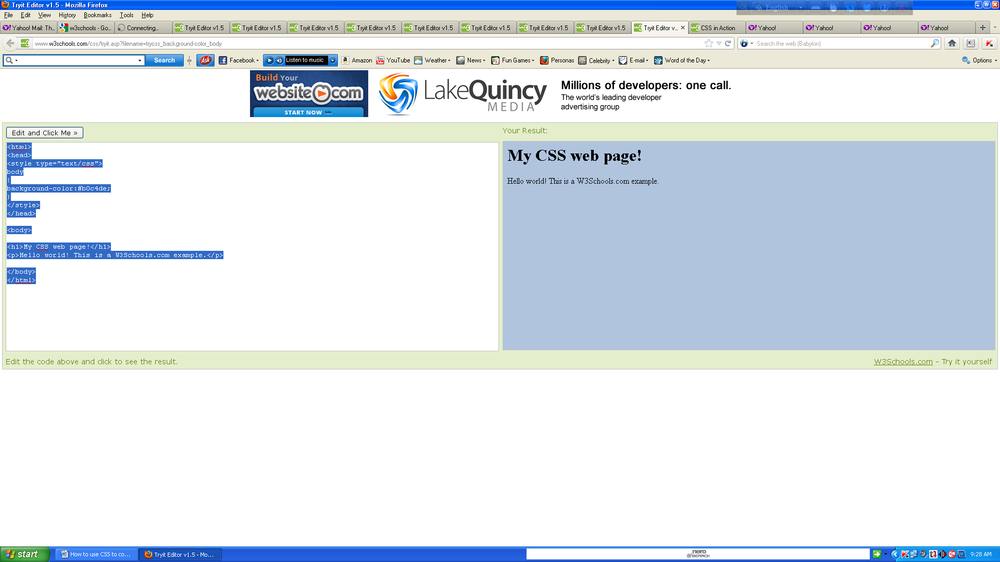 Tryit Editor v1.5 - Mozilla Firefox
English
File Edit View History Bookmarks Tools Help
Yahoo! Mail: Th... w3schools - Go... Connecting... Tryit Editor v1.5 Tryit Editor v1.5 Tryit Editor v1.5 Tryit Editor v1.5 Tryit Editor v1.5 Tryit Editor v1.5 Tryit Editor v1.5 Tryit Editor v1.5 Tryit Editor v... CSS in Action Yahoo! Yahoo! Yahoo! Yahoo!
www.w3schools.com/css/tryit.asp?filename=trycss_background-color_body
Search the web (Babylon)
Search Ask Facebook Listen to music Amazon YouTube Weather News Fun Games Personas Celebrity E-mail Word of the Day Options
Build Your
website.com
START NOW
LakeQuincy
MEDIA
Millions of developers: one call.
The world's leading developer
advertising group
Edit and Click Me »
Your Result:
<html>
<head>
<style type="text/css">
body
{
background-color:#b0c4de;
}
</style>
</head>
<body>
<h1>My CSS web page!</h1>
<p>Hello world! This is a W3Schools.com example.</p>
</body>
</html>
My CSS web page!
Hello world! This is a W3Schools.com example.
Edit the code above and click to see the result.
W3Schools.com - Try it yourself
start
How to use CSS to co...
Tryit Editor v1.5 - Mo...
nero
SEARCH
9:28 AM